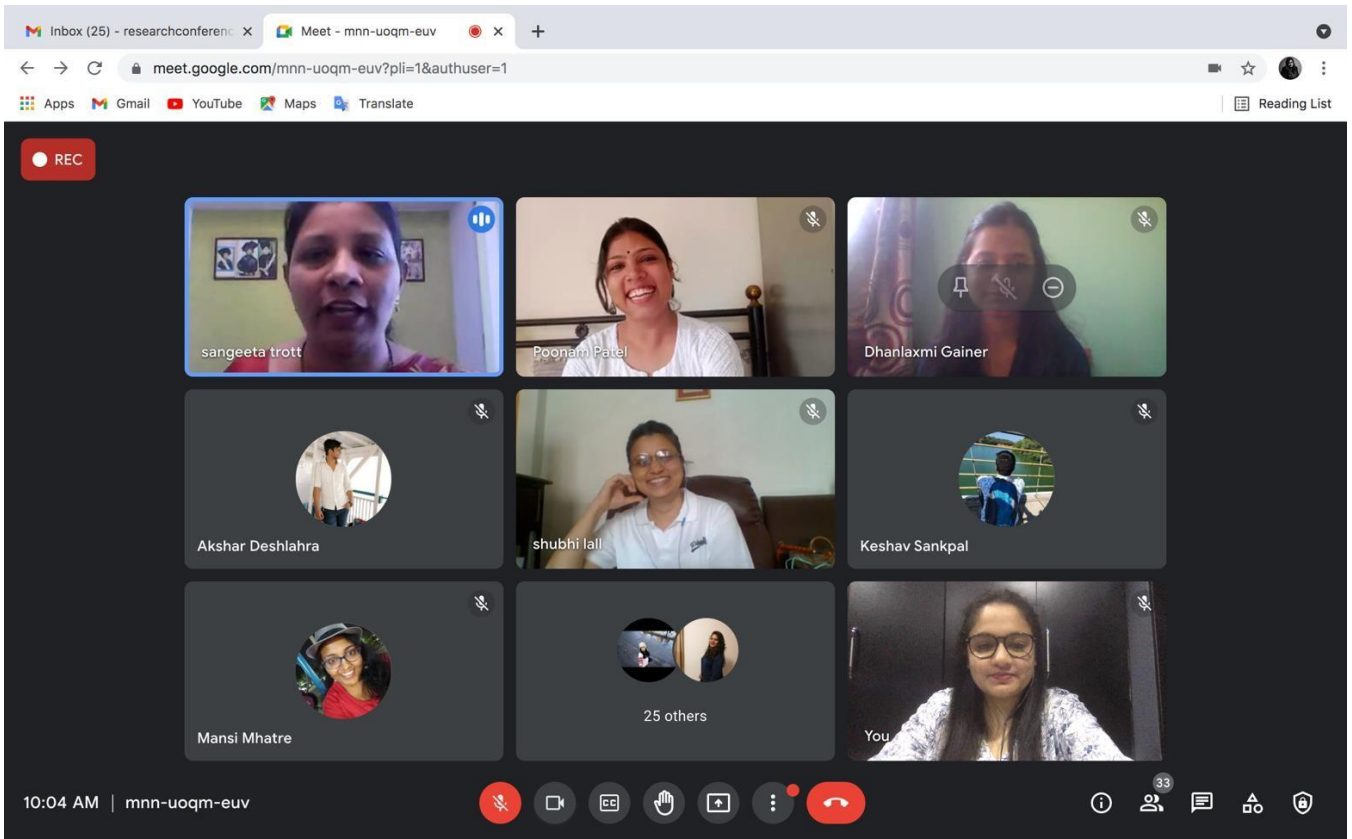 Inbox (25) - researchconferenc
Meet - mnn-uoqm-euv
meet.google.com/mnn-uoqm-euv?pli=1&authuser=1
Apps Gmail YouTube Maps Translate Reading List
REC
sangeeta trott
Poonam Patel
Dhanlaxmi Gainer
Akshar Deshlahra
shubhi lall
Keshav Sankpal
Mansi Mhatre
25 others
You
10:04 AM | mnn-uoqm-euv
CC
33